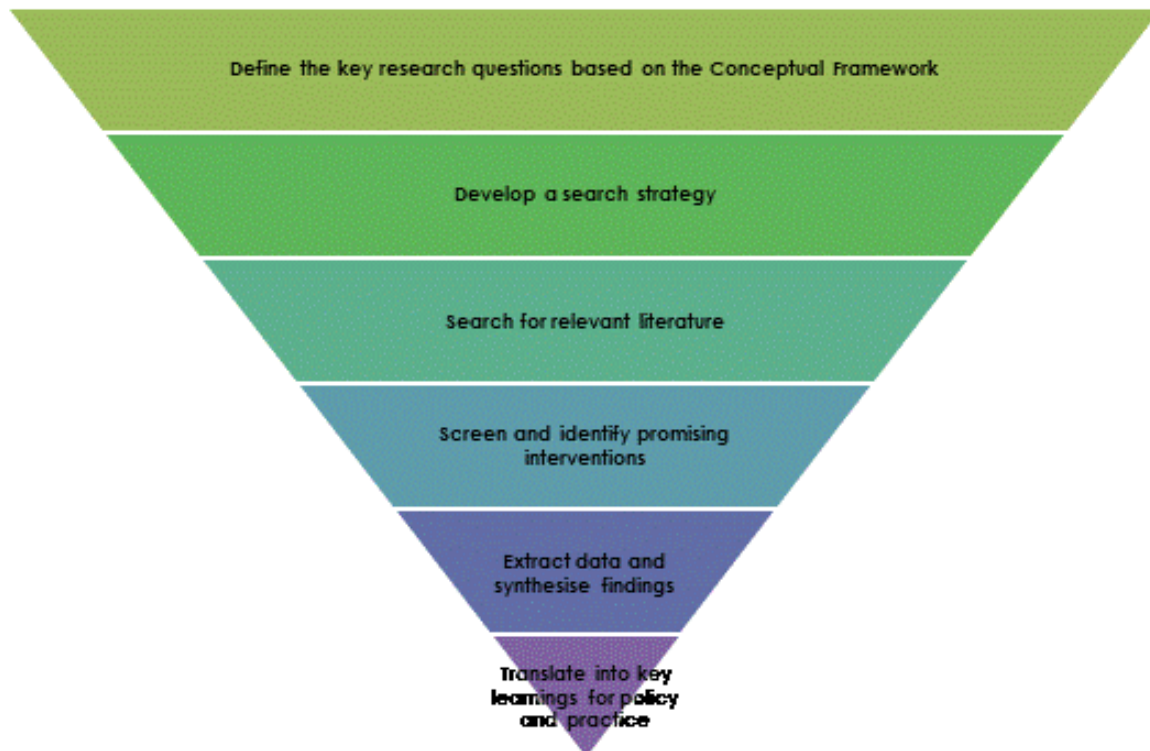 Define the key research questions based on the Conceptual Framework
Develop a search strategy
Search for relevant literature
Screen and identify promising
interventions
Extract data and
synthesise findings
Translate into key
learnings for policy
and practice